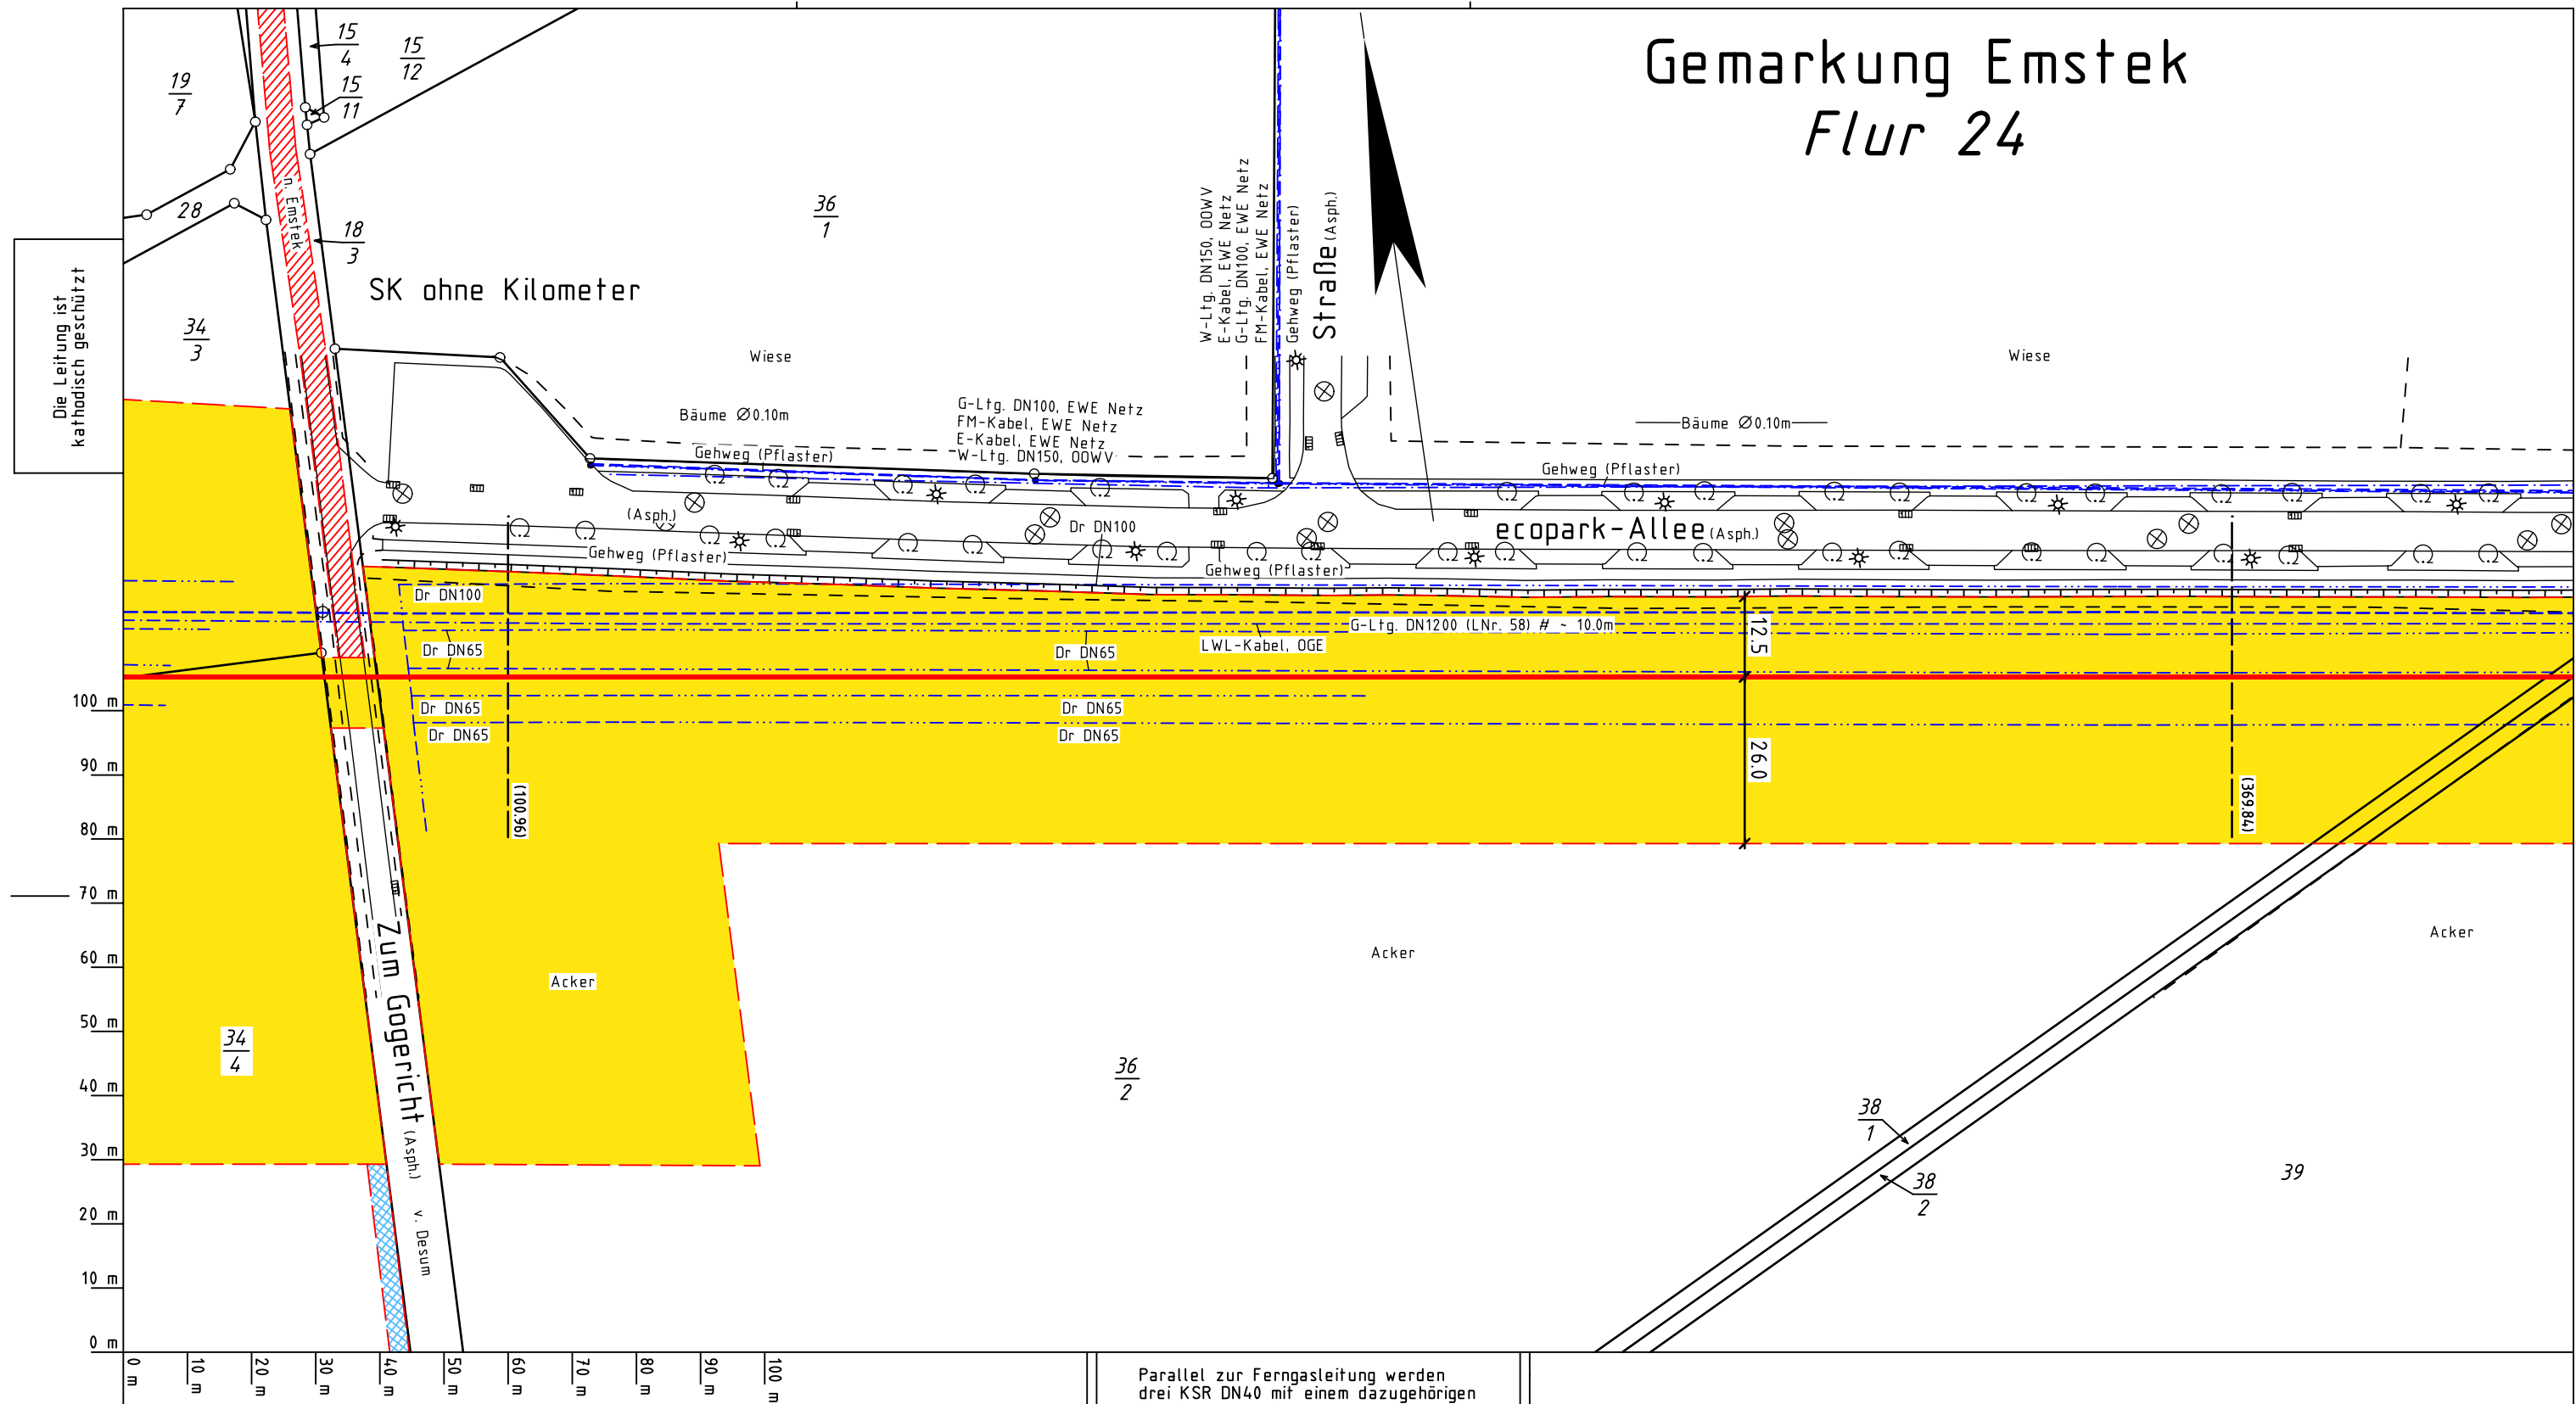 Gemarkung Emstek
Flur 24
15
4
15
12
15
11
19
7
28
n. Emstek
18
3
36
1
SK ohne Kilometer
34
3
Die Leitung ist
kathodisch geschützt
W-Ltg. DN150, OOWV
E-Kabel, EWE Netz
G-Ltg. DN100, EWE Netz
FM-Kabel, EWE Netz
Gehweg (Pflaster)
Straße (Asph.)
Wiese
Wiese
Bäume Ø0.10m
G-Ltg. DN100, EWE Netz
FM-Kabel, EWE Netz
E-Kabel, EWE Netz
W-Ltg. DN150, OOWV
Bäume Ø0.10m
Gehweg (Pflaster)
Gehweg (Pflaster)
(Asph.)
Dr DN100
ecopark-Allee (Asph.)
Gehweg (Pflaster)
Gehweg (Pflaster)
Dr DN100
G-Ltg. DN1200 (LNr. 58) # ~ 10.0m
12.5
LWL-Kabel, OGE
Dr DN65
Dr DN65
Dr DN65
Dr DN65
Dr DN65
Dr DN65
26.0
(100.96)
(369.84)
100 m
90 m
80 m
70 m
60 m
50 m
40 m
30 m
20 m
10 m
0 m
Zum Gogericht (Asph.)
v. Desum
Acker
Acker
Acker
34
4
36
2
38
1
38
2
39
0 m
10 m
20 m
30 m
40 m
50 m
60 m
70 m
80 m
90 m
100 m
Parallel zur Ferngasleitung werden
drei KSR DN40 mit einem dazugehörigen